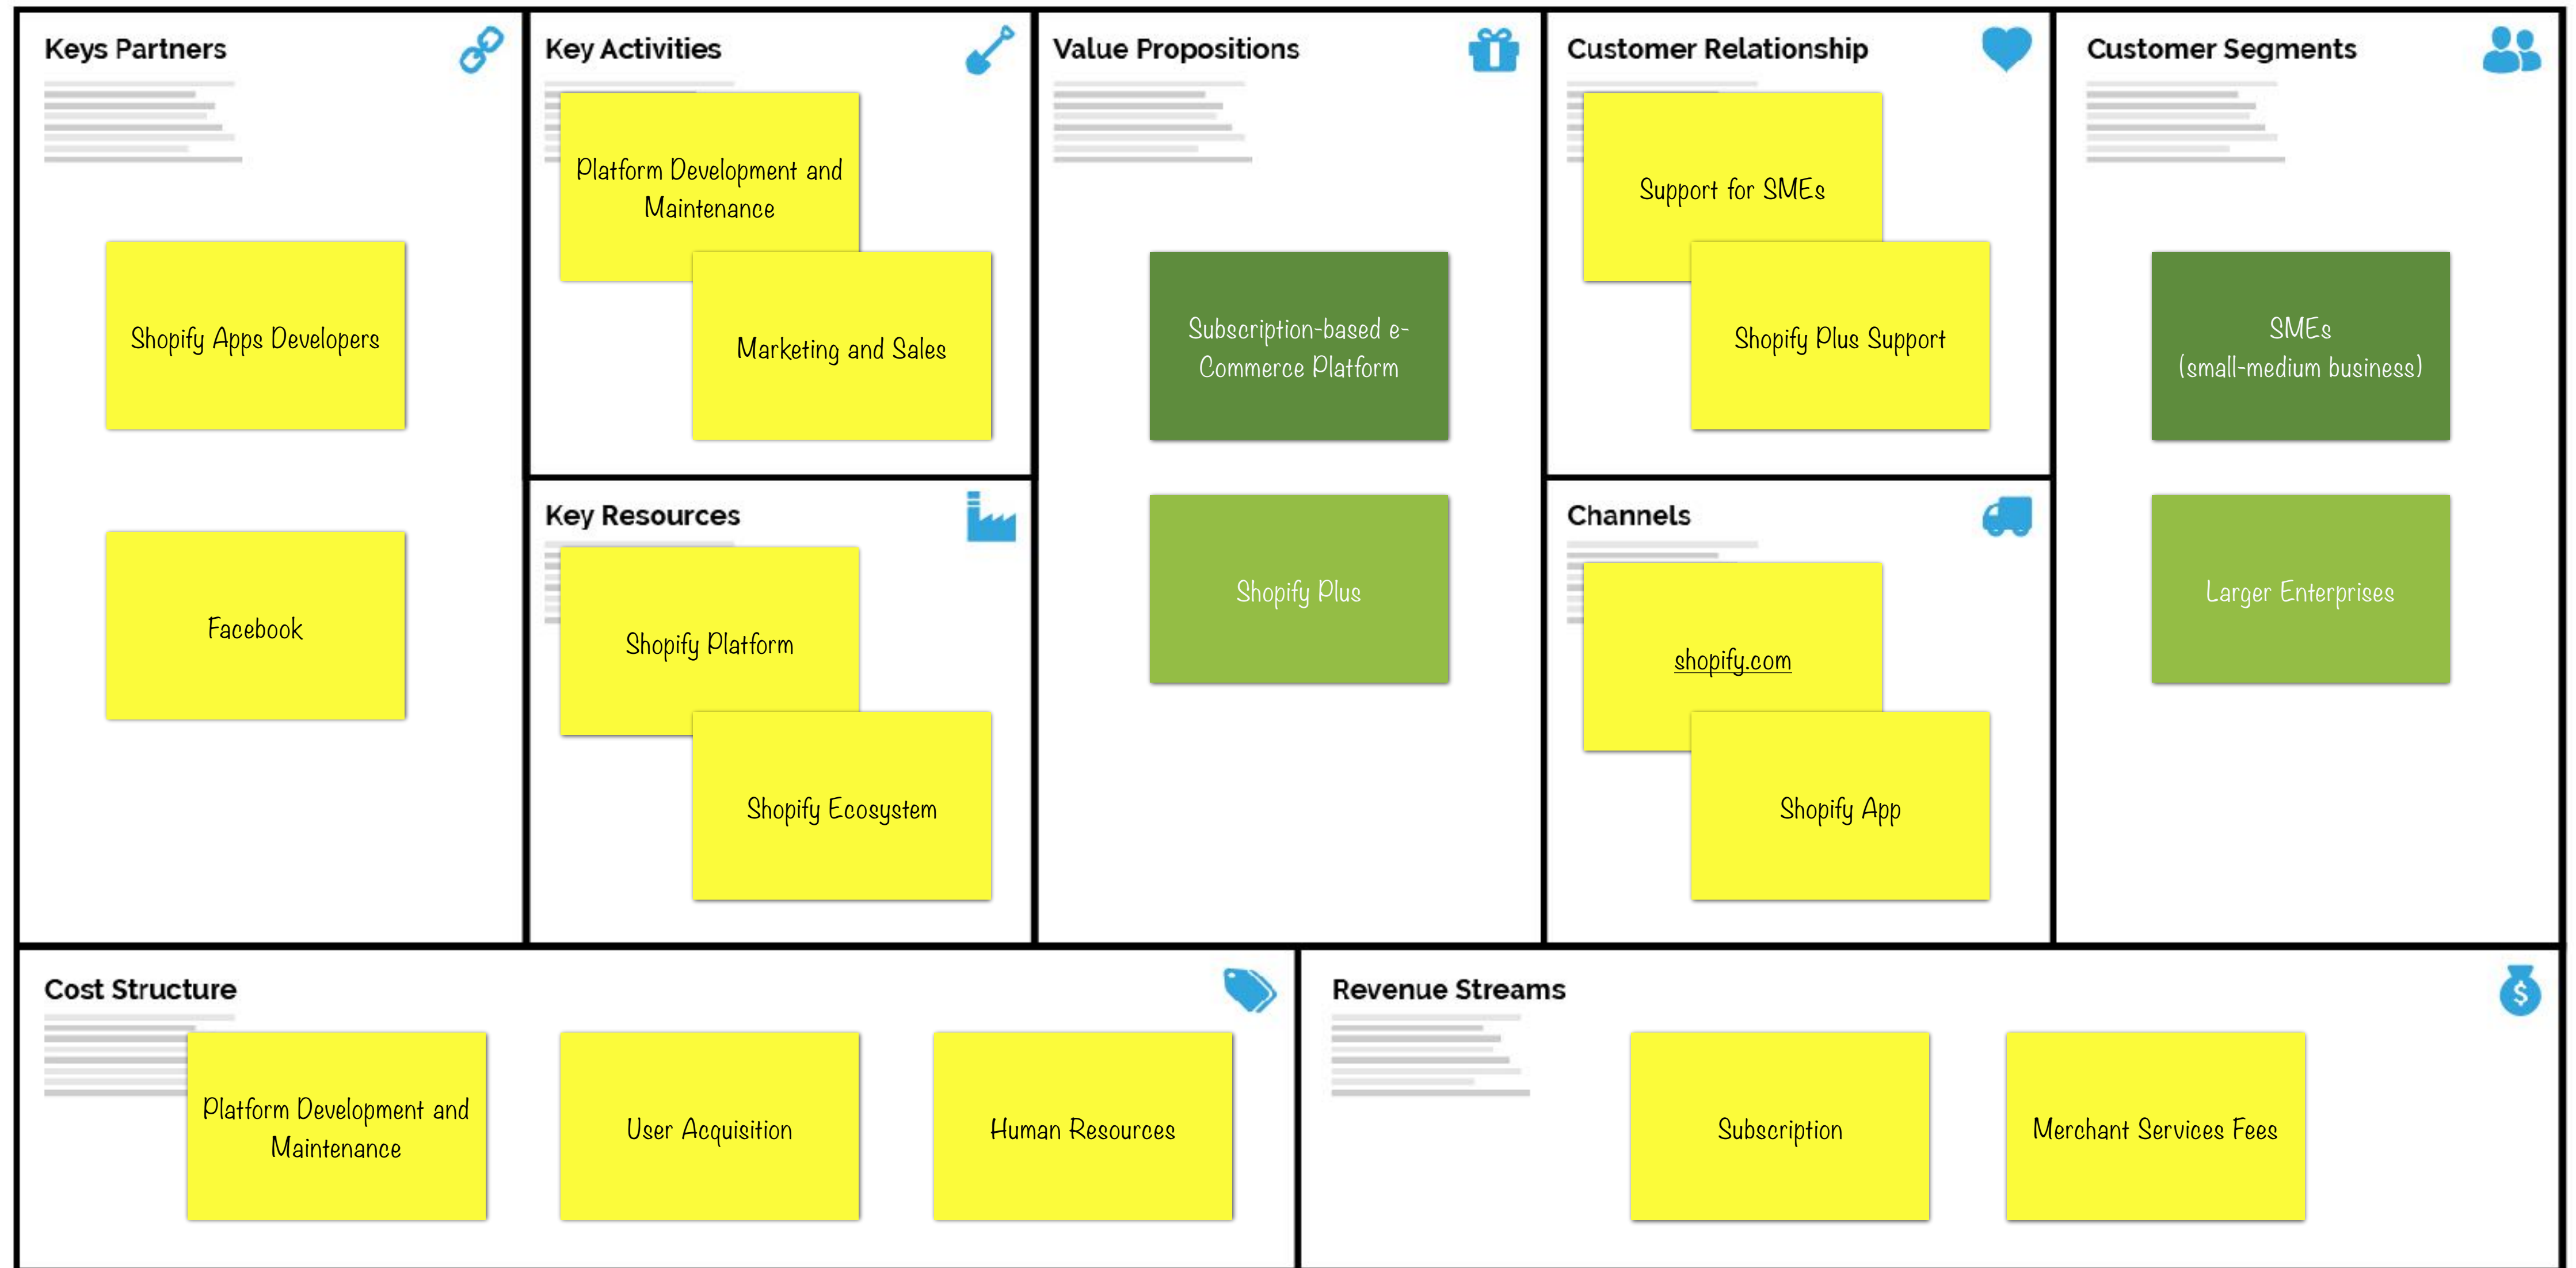 Keys Partners
Shopify Apps Developers
Facebook
Key Activities
Platform Development and
Maintenance
Marketing and Sales
Key Resources
Shopify Platform
Shopify Ecosystem
Value Propositions
Subscription-based e-
Commerce Platform
Shopify Plus
Customer Relationship
Support for SMEs
Shopify Plus Support
Channels
shopify.com
Shopify App
Customer Segments
SMEs
(small-medium business)
Larger Enterprises
Cost Structure
Platform Development and
Maintenance
User Acquisition
Human Resources
Revenue Streams
$
Subscription
Merchant Services Fees